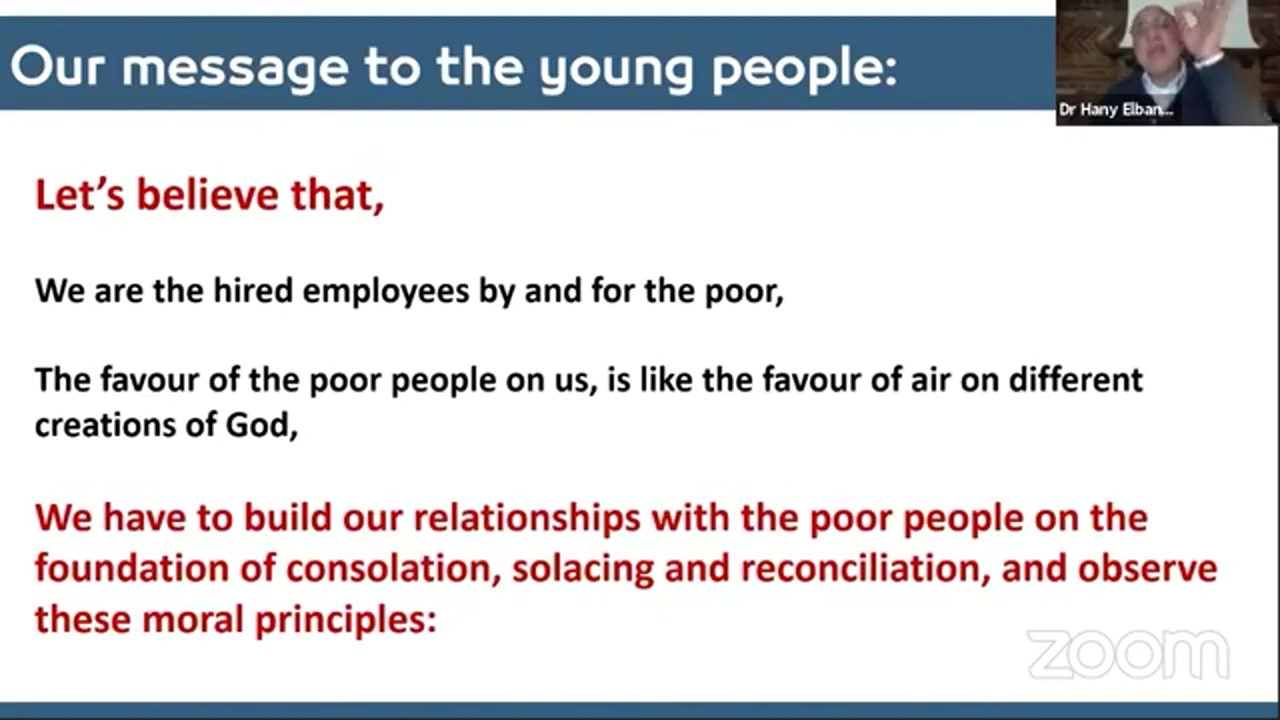 Our message to the young people:
Dr Hany Elban...
Let's believe that,
We are the hired employees by and for the poor,
The favour of the poor people on us, is like the favour of air on different
creations of God,
We have to build our relationships with the poor people on the
foundation of consolation, solacing and reconciliation, and observe
these moral principles:
zoom